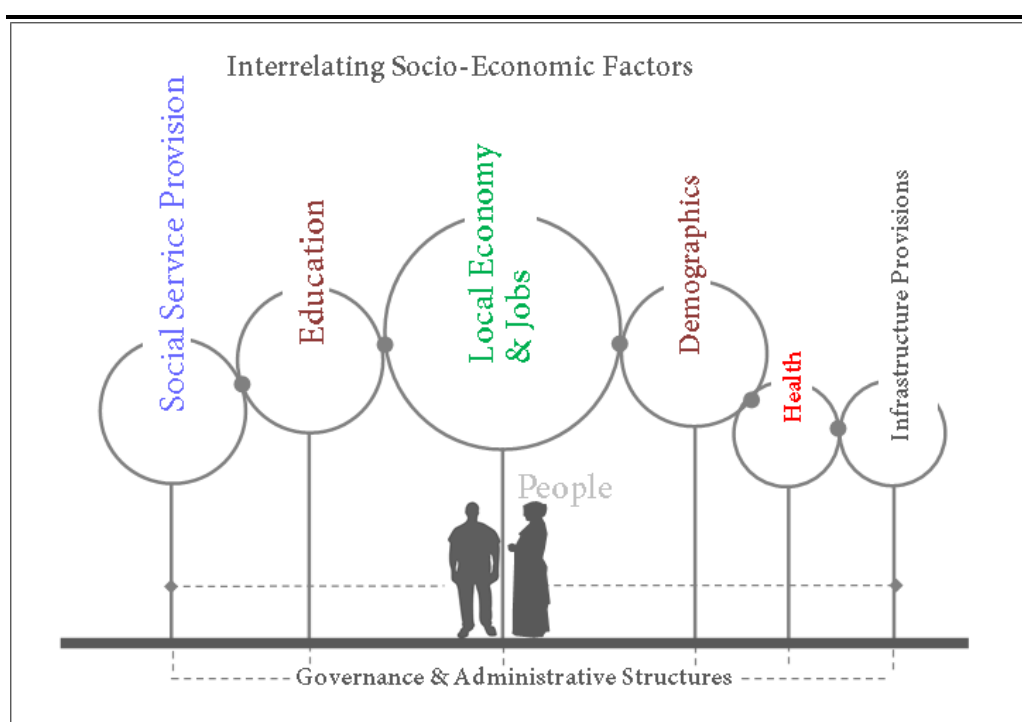 Interrelating Socio-Economic Factors
Social Service Provision
Education
Local Economy
& Jobs
Demographics
Health
Infrastructure Provisions
People
Governance & Administrative Structures